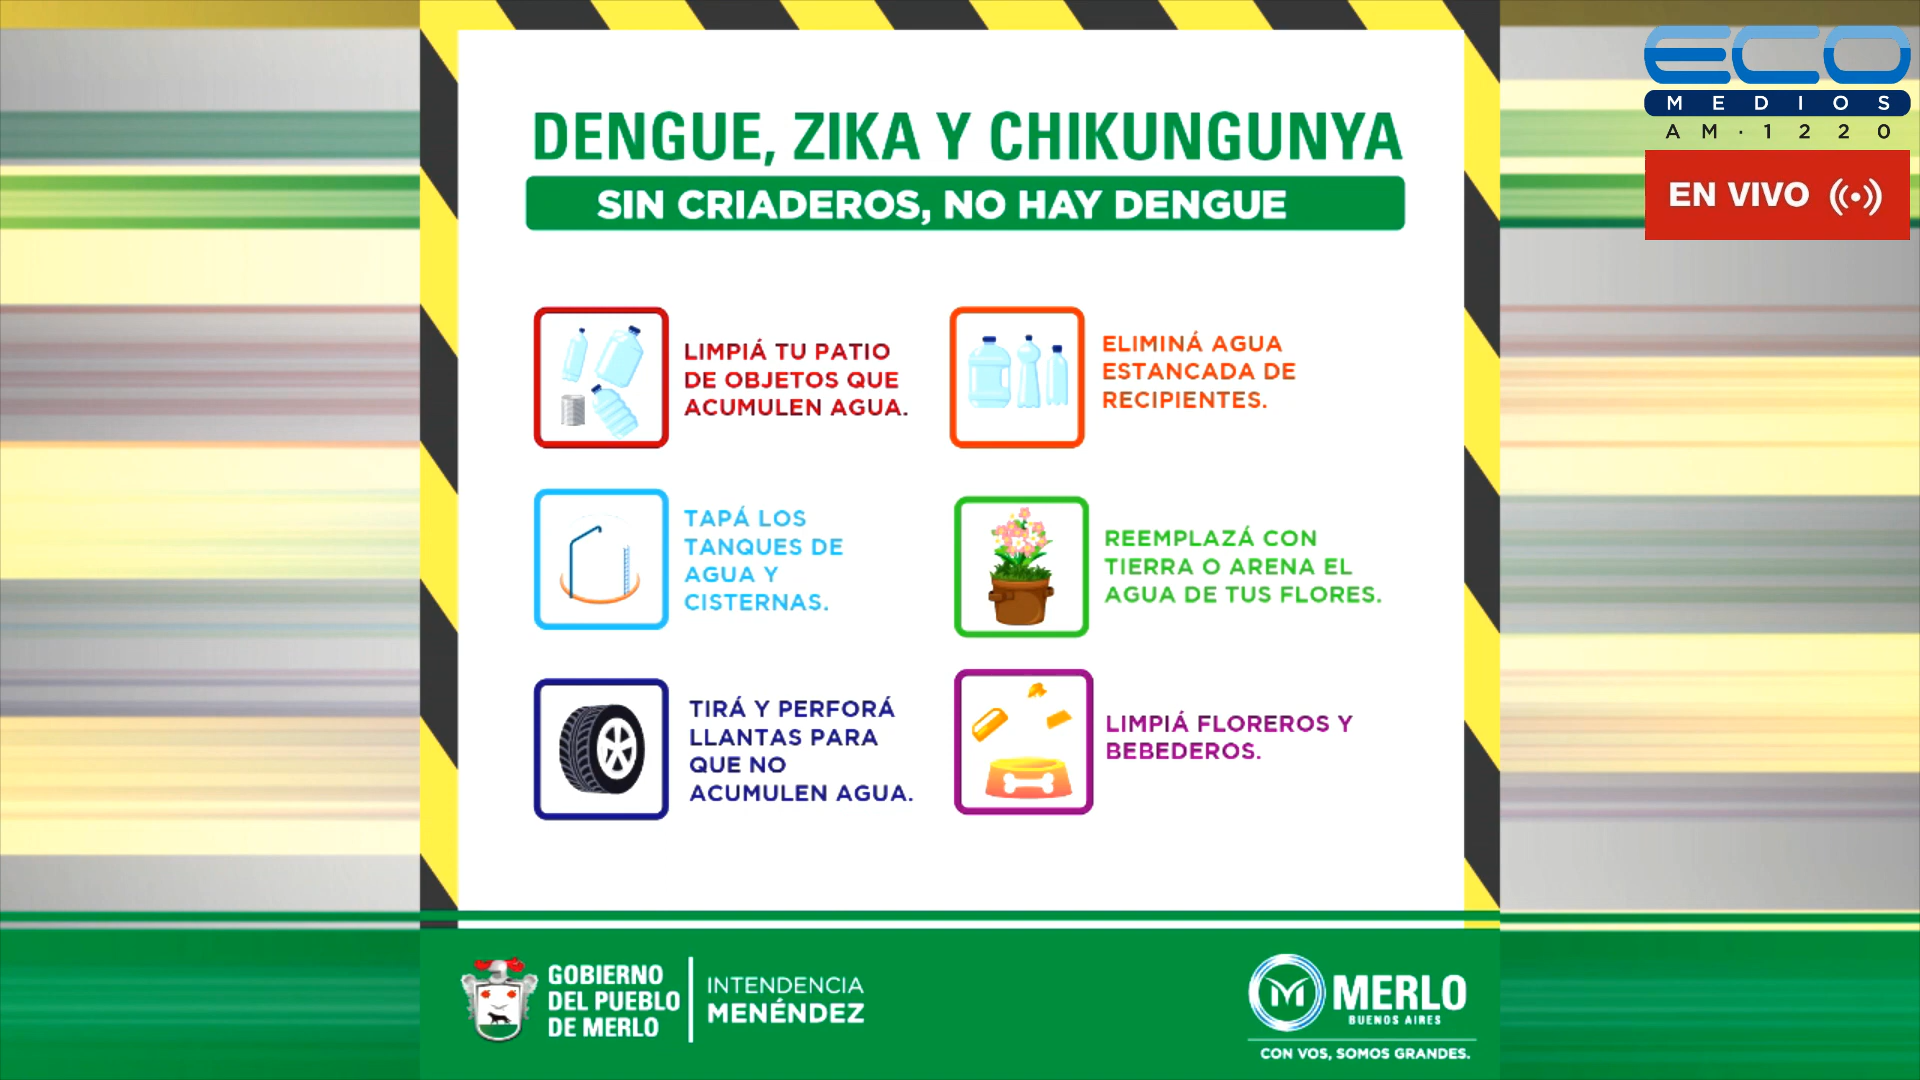 DENGUE, ZIKA Y CHIKUNGUNYA
SIN CRIADEROS, NO HAY DENGUE
LIMPIÁ TU PATIO
DE OBJETOS QUE
ACUMULEN AGUA.
ELIMINÁ AGUA
ESTANCADA DE
RECIPIENTES.
TAPÁ LOS
TANQUES DE
AGUA Y
CISTERNAS.
REEMPLAZÁ CON
TIERRA O ARENA EL
AGUA DE TUS FLORES.
TIRÁ Y PERFORÁ
LLANTAS PARA
QUE NO
ACUMULEN AGUA.
LIMPIÁ FLOREROS Y
BEBEDEROS.
GOBIERNO
DEL PUEBLO
DE MERLO
INTENDENCIA
MENÉNDEZ
MERLO
BUENOS AIRES
CON VOS, SOMOS GRANDES.
ECO
MEDIOS
AM·1220
EN VIVO